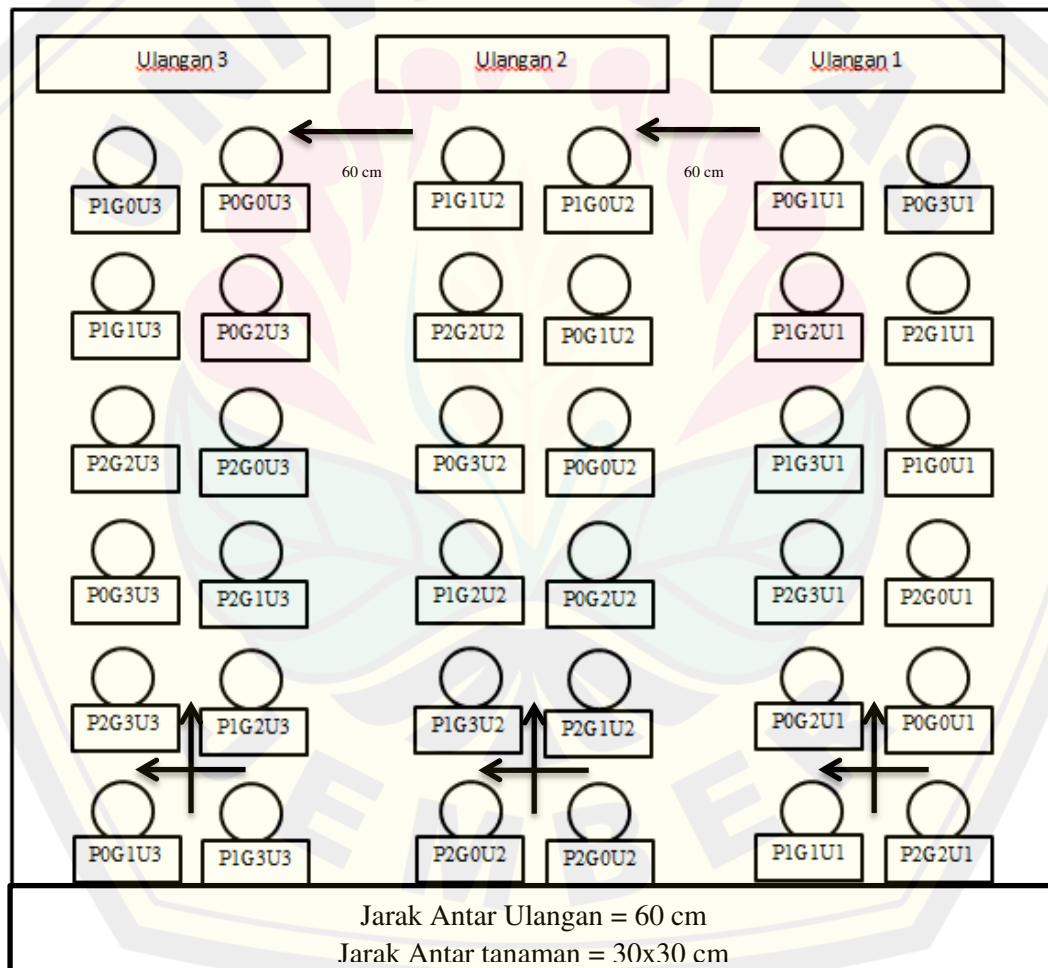 Ulangan 3 Ulangan 2 Ulangan 1
60 cm 60 cm
P1G0U3 P0G0U3 P1G1U2 P1G0U2 P0G1U1 P0G3U1
P1G1U3 P0G2U3 P2G2U2 P0G1U2 P1G2U1 P2G1U1
P2G2U3 P2G0U3 P0G3U2 P0G0U2 P1G3U1 P1G0U1
P0G3U3 P2G1U3 P1G2U2 P0G2U2 P2G3U1 P2G0U1
P2G3U3 P1G2U3 P1G3U2 P2G1U2 P0G2U1 P0G0U1
P0G1U3 P1G3U3 P2G0U2 P2G0U2 P1G1U1 P2G2U1
Jarak Antar Ulangan = 60 cm
Jarak Antar tanaman = 30x30 cm
UNIVERSITAS
JEMBER